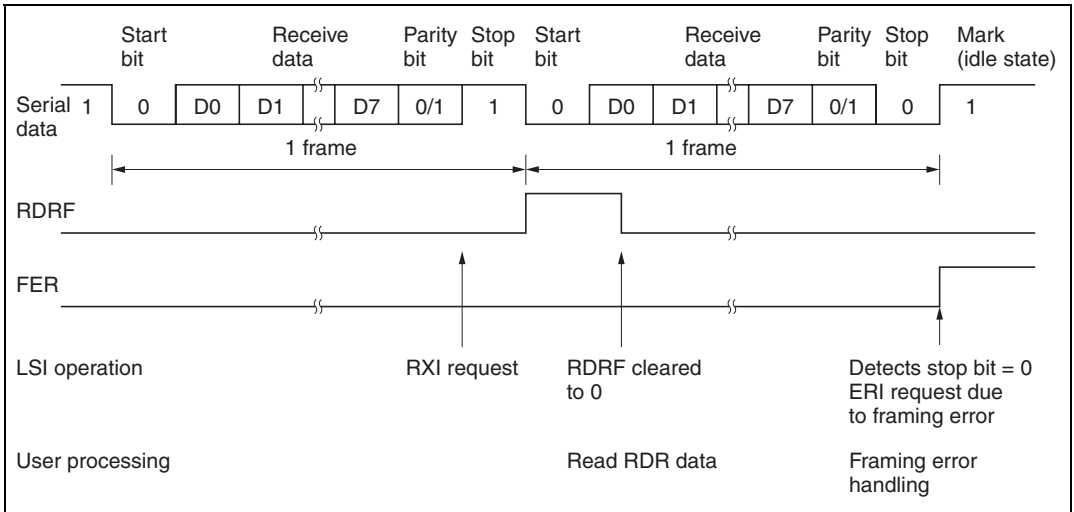 Start bit
Receive data
Parity bit
Stop bit
Start bit
Receive data
Parity bit
Stop bit
Mark (idle state)
Serial data
1 0 D0 D1 D7 0/1 1 0 D0 D1 D7 0/1 0 1
1 frame 1 frame
RDRF
FER
LSI operation
RXI request
RDRF cleared
to 0
Detects stop bit = 0
ERI request due
to framing error
User processing
Read RDR data
Framing error
handling